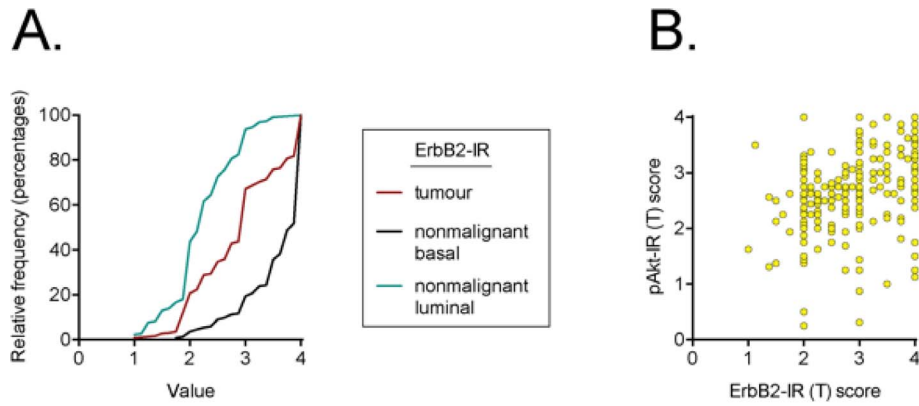 A.
B.
Relative frequency (percentages)
100
80
60
40
20
0
0 1 2 3 4
Value
ErbB2-IR
tumour
nonmalignant
basal
nonmalignant
luminal
pAkt-IR (T) score
4
3
2
1
0
0 1 2 3 4
ErbB2-IR (T) score